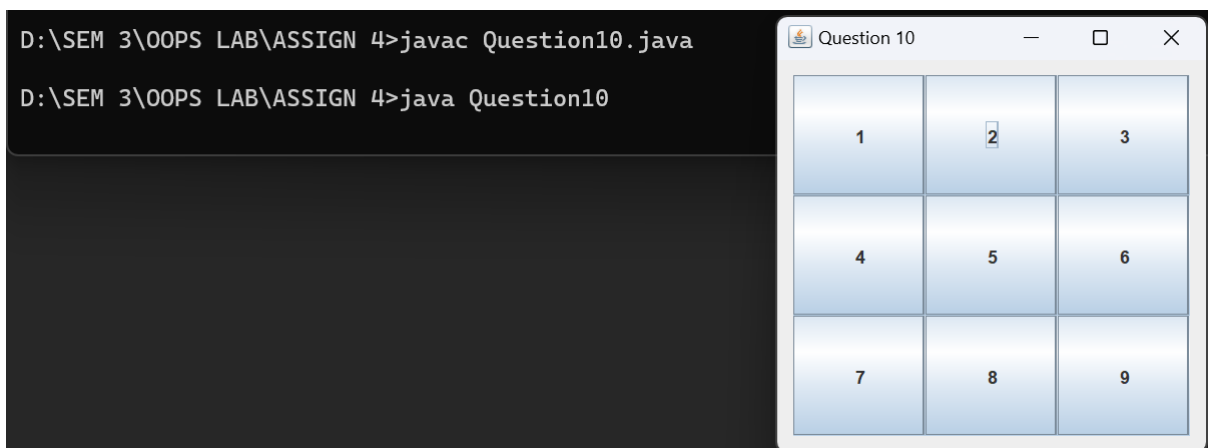 D:\SEM 3\OOPS LAB\ASSIGN 4>javac Question10.java
D:\SEM 3\OOPS LAB\ASSIGN 4>java Question10
Question 10
1 2 3
4 5 6
7 8 9